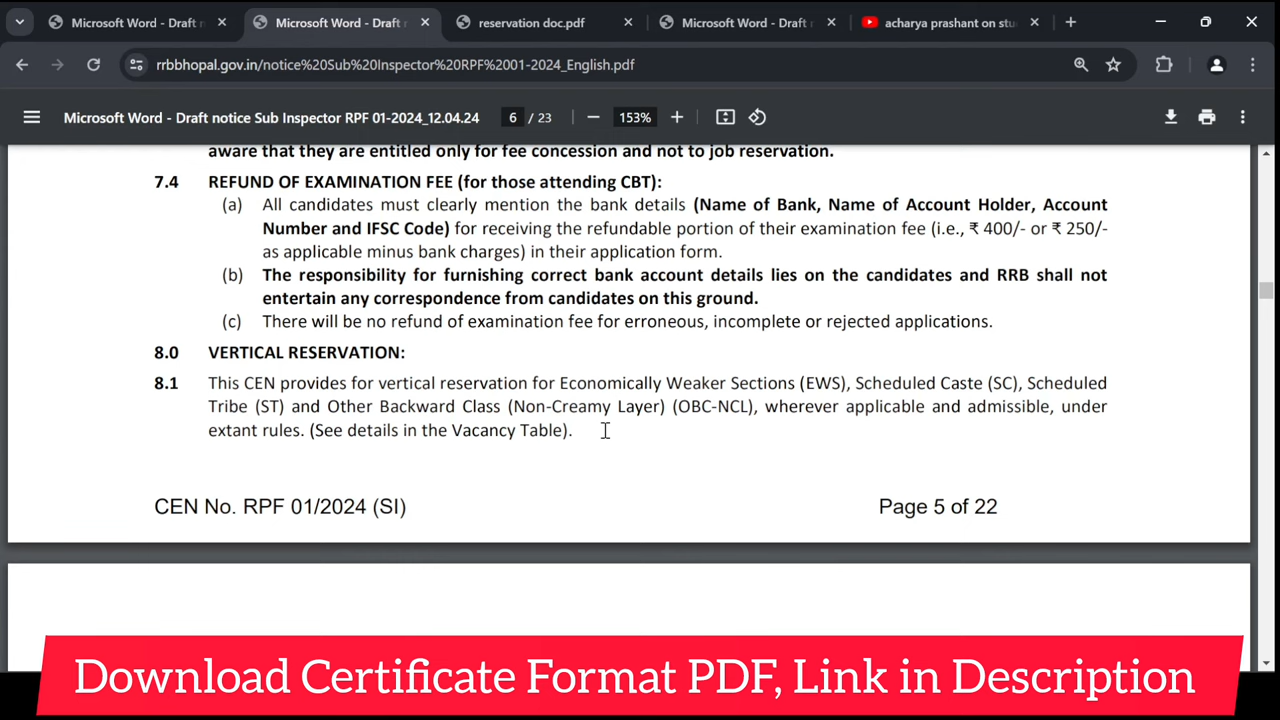 Microsoft Word - Draft n
Microsoft Word - Draft r
reservation doc.pdf
Microsoft Word - Draft
acharya prashant on stu
rrbbhopal.gov.in/notice%20Sub%20Inspector%20RPF%2001-2024_English.pdf
Microsoft Word - Draft notice Sub Inspector RPF 01-2024_12.04.24
6 / 23
153%
aware that they are entitled only for fee concession and not to job reservation.
7.4 REFUND OF EXAMINATION FEE (for those attending CBT):
(a) All candidates must clearly mention the bank details (Name of Bank, Name of Account Holder, Account
Number and IFSC Code) for receiving the refundable portion of their examination fee (i.e., ₹ 400/- or ₹ 250/-
as applicable minus bank charges) in their application form.
(b) The responsibility for furnishing correct bank account details lies on the candidates and RRB shall not
entertain any correspondence from candidates on this ground.
(c) There will be no refund of examination fee for erroneous, incomplete or rejected applications.
8.0 VERTICAL RESERVATION:
8.1 This CEN provides for vertical reservation for Economically Weaker Sections (EWS), Scheduled Caste (SC), Scheduled
Tribe (ST) and Other Backward Class (Non-Creamy Layer) (OBC-NCL), wherever applicable and admissible, under
extant rules. (See details in the Vacancy Table).
CEN No. RPF 01/2024 (SI)
Page 5 of 22
Download Certificate Format PDF, Link in Description